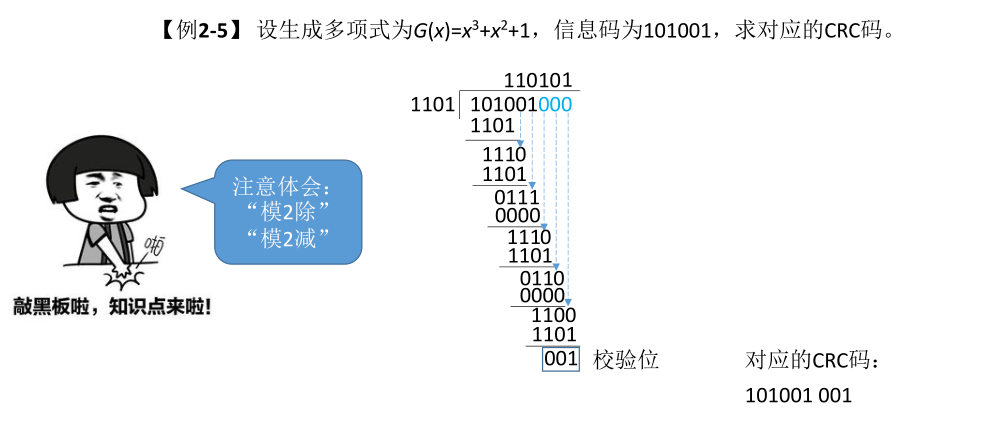 【例2-5】 设生成多项式为G(x)=x³+x²+1，信息码为101001，求对应的CRC码。
110101
1101 101001000
1101
1110
1101
0111
0000
1110
1101
0110
0000
1100
1101
001 校验位
注意体会：
“模2除”
“模2减”
啪
敲黑板啦，知识点来啦!
对应的CRC码：
101001 001